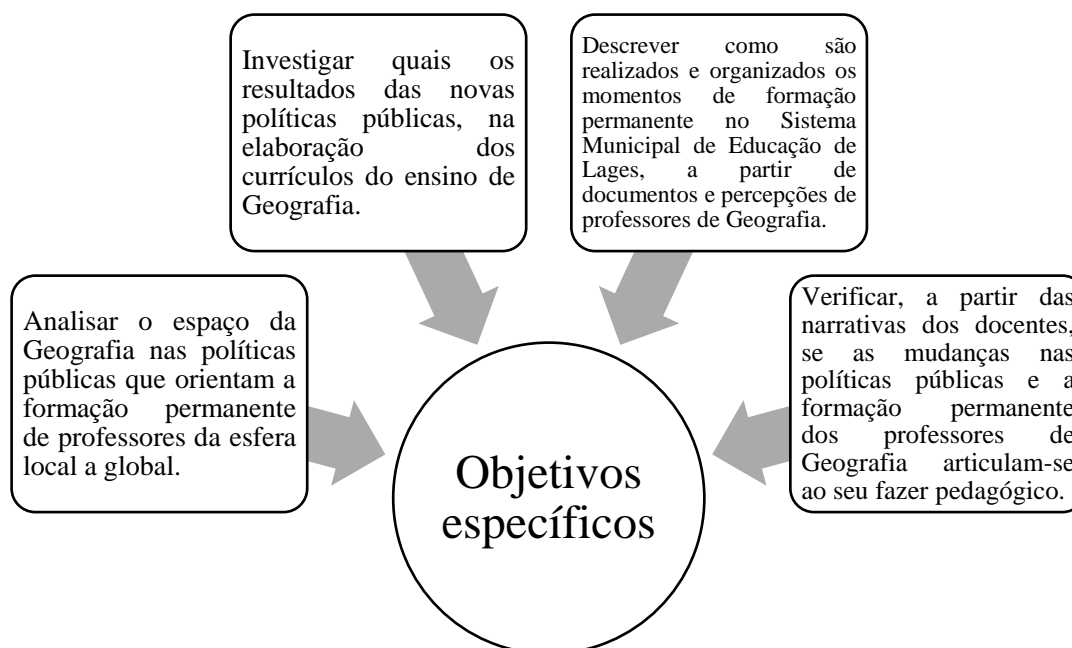 Investigar quais os
resultados das novas
políticas públicas, na
elaboração dos
currículos do ensino de
Geografia.
Descrever como são
realizados e organizados os
momentos de formação
permanente no Sistema
Municipal de Educação de
Lages, a partir de
documentos e percepções de
professores de Geografia.
Analisar o espaço da
Geografia nas políticas
públicas que orientam a
formação permanente
de professores da esfera
local a global.
Verificar, a partir das
narrativas dos docentes,
se as mudanças nas
políticas públicas e a
formação permanente
dos professores de
Geografia articulam-se
ao seu fazer pedagógico.
Objetivos
específicos